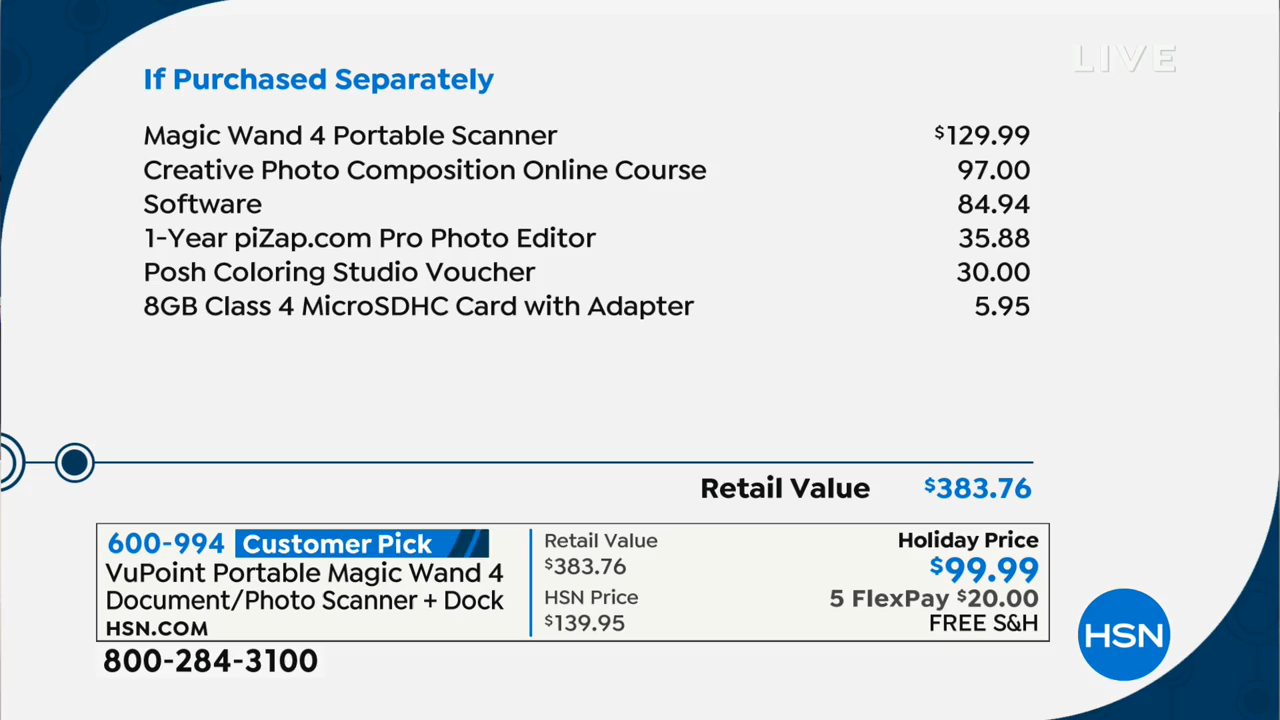 LIVE
If Purchased Separately
Magic Wand 4 Portable Scanner $129.99
Creative Photo Composition Online Course 97.00
Software 84.94
1-Year piZap.com Pro Photo Editor 35.88
Posh Coloring Studio Voucher 30.00
8GB Class 4 MicroSDHC Card with Adapter 5.95
Retail Value $383.76
600-994 Customer Pick
VuPoint Portable Magic Wand 4
Document/Photo Scanner + Dock
HSN.COM
Retail Value
$383.76
HSN Price
$139.95
Holiday Price
$99.99
5 FlexPay $20.00
FREE S&H
800-284-3100
HSN